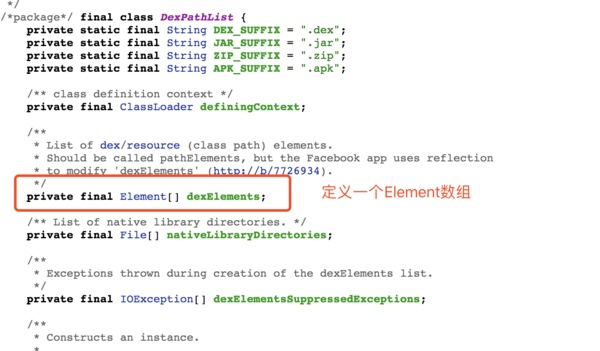 */
/*package*/ final class DexPathList {
private static final String DEX_SUFFIX = ".dex";
private static final String JAR_SUFFIX = ".jar";
private static final String ZIP_SUFFIX = ".zip";
private static final String APK_SUFFIX = ".apk";
/** class definition context */
private final ClassLoader definingContext;
/**
* List of dex/resource (class path) elements.
* Should be called pathElements, but the Facebook app uses reflection
* to modify 'dexElements' (http://b/7726934).
*/
private final Element[] dexElements;
定义一个Element数组
/** List of native library directories. */
private final File[] nativeLibraryDirectories;
/**
* Exceptions thrown during creation of the dexElements list.
*/
private final IOException[] dexElementsSuppressedExceptions;
/**
* Constructs an instance.
*